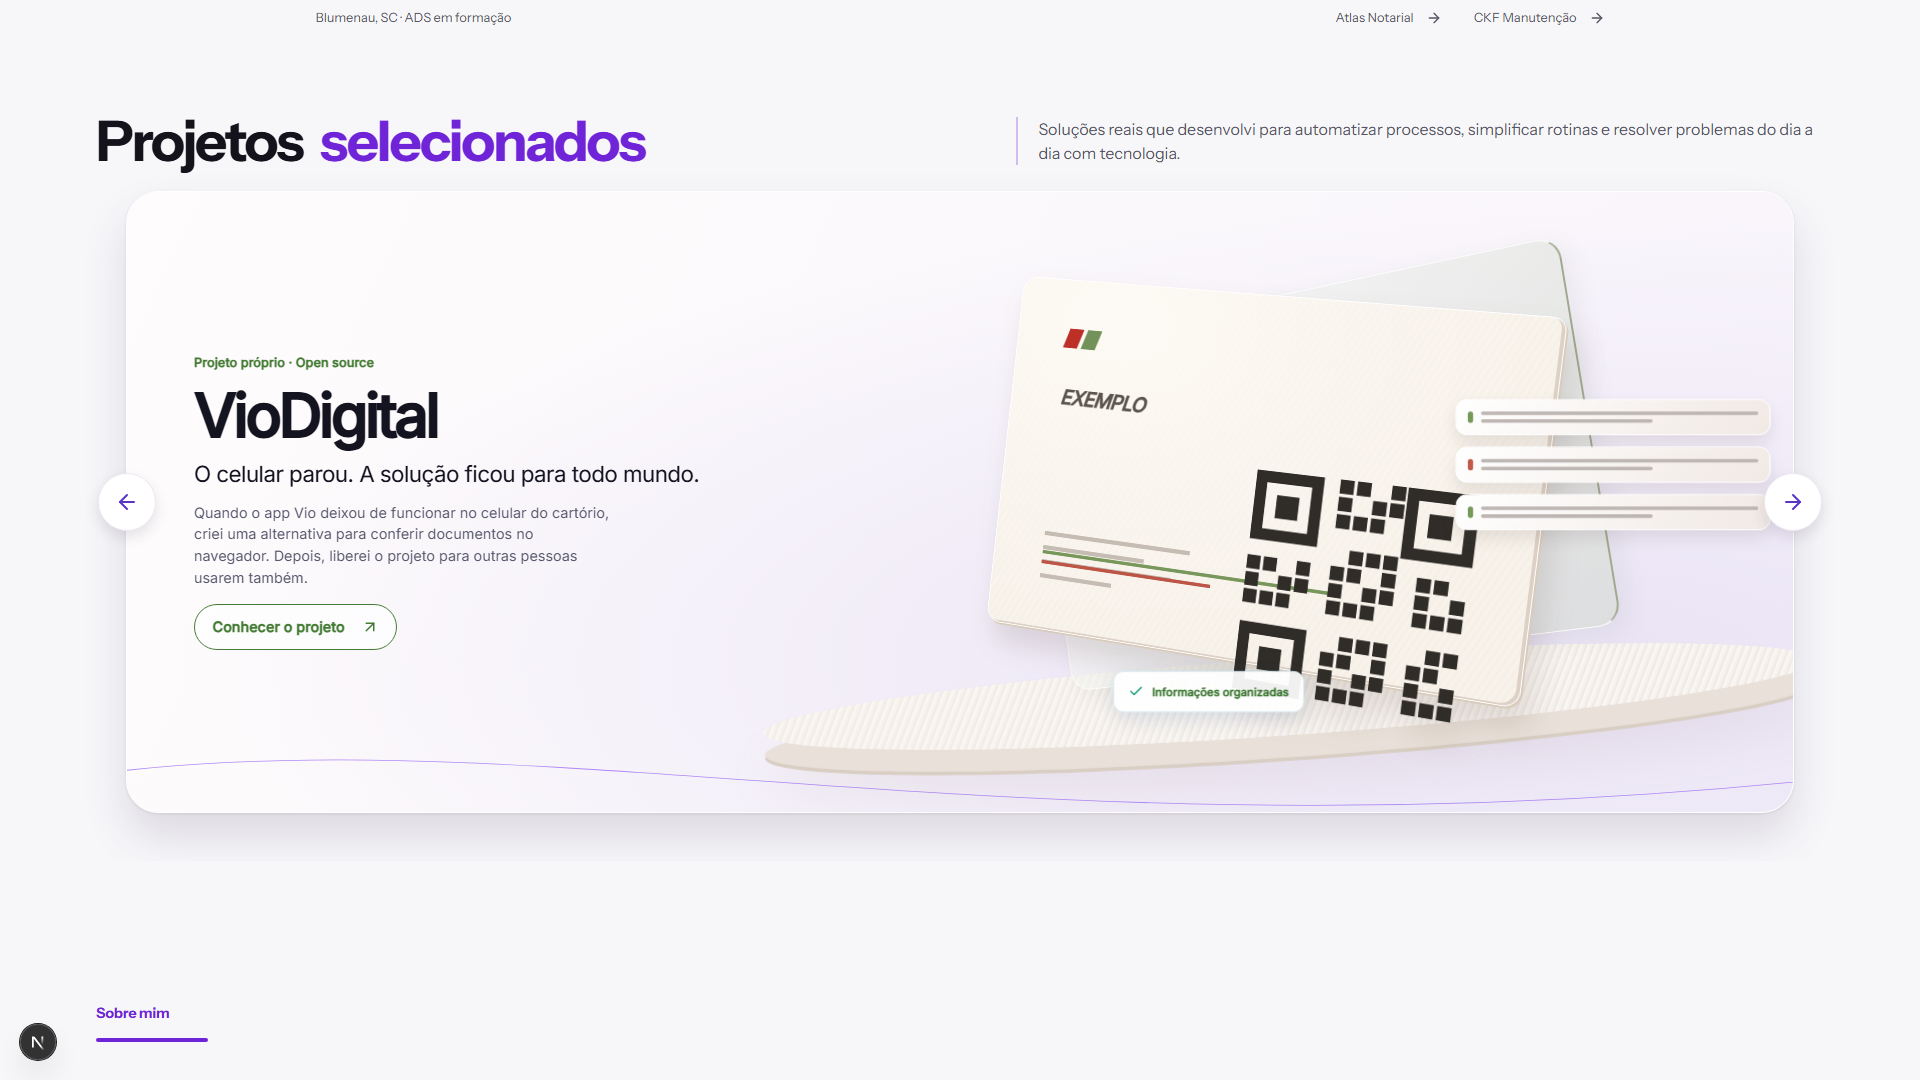 Blumenau, SC · ADS em formação
Atlas Notarial
CKF Manutenção
Projetos selecionados
Soluções reais que desenvolvi para automatizar processos, simplificar rotinas e resolver problemas do dia a
dia com tecnologia.
Projeto próprio · Open source
VioDigital
O celular parou. A solução ficou para todo mundo.
Quando o app Vio deixou de funcionar no celular do cartório,
criei uma alternativa para conferir documentos no
navegador. Depois, liberei o projeto para outras pessoas
usarem também.
Conhecer o projeto
EXEMPLO
Informações organizadas
Sobre mim
N